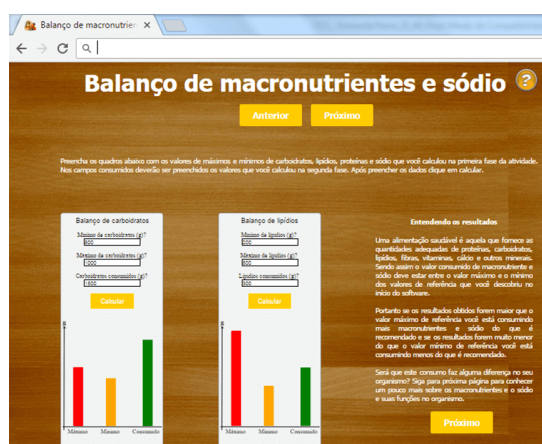 Balanço de macronutrien
Balanço de macronutrientes e sódio
?
Anterior
Próximo
Preencha os quadros abaixo com os valores de máximos e mínimos de carboidratos, lipídios, proteínas e sódio que você calculou na primeira fase da atividade.
Nos campos consumidos deverão ser preenchidos os valores que você calculou na segunda fase. Após preencher os dados clique em calcular.
Balanço de carboidratos
Mínimo de carboidratos (g)?
800
Máximo de carboidratos (g)?
1000
Carboidratos consumidos (g)?
Calcular
Máximo Mínimo Consumido
Balanço de lipídios
Mínimo de lipídios (g)?
Máximo de lipídios (g)?
Lipídios consumidos (g)?
Calcular
Máximo Mínimo Consumido
Entendendo os resultados
Uma alimentação saudável é aquela que fornece as
quantidades adequadas de proteínas, carboidratos,
lipídios, fibras, vitaminas, cálcio e outros minerais.
Sendo assim o valor consumido de macronutriente e
sódio deve estar entre o valor máximo e o mínimo
dos valores de referência que você descobriu no
início do software.
Portanto se os resultados obtidos forem maior que o
valor máximo de referência você está consumindo
mais macronutrientes e sódio do que é
recomendado e se os resultados forem muito menor
do que o valor mínimo de referência você está
consumindo menos do que é recomendado.
Será que este consumo faz alguma diferença no seu
organismo? Siga para próxima página para conhecer
um pouco mais sobre os macronutrientes e o sódio
e suas funções no organismo.
Próximo